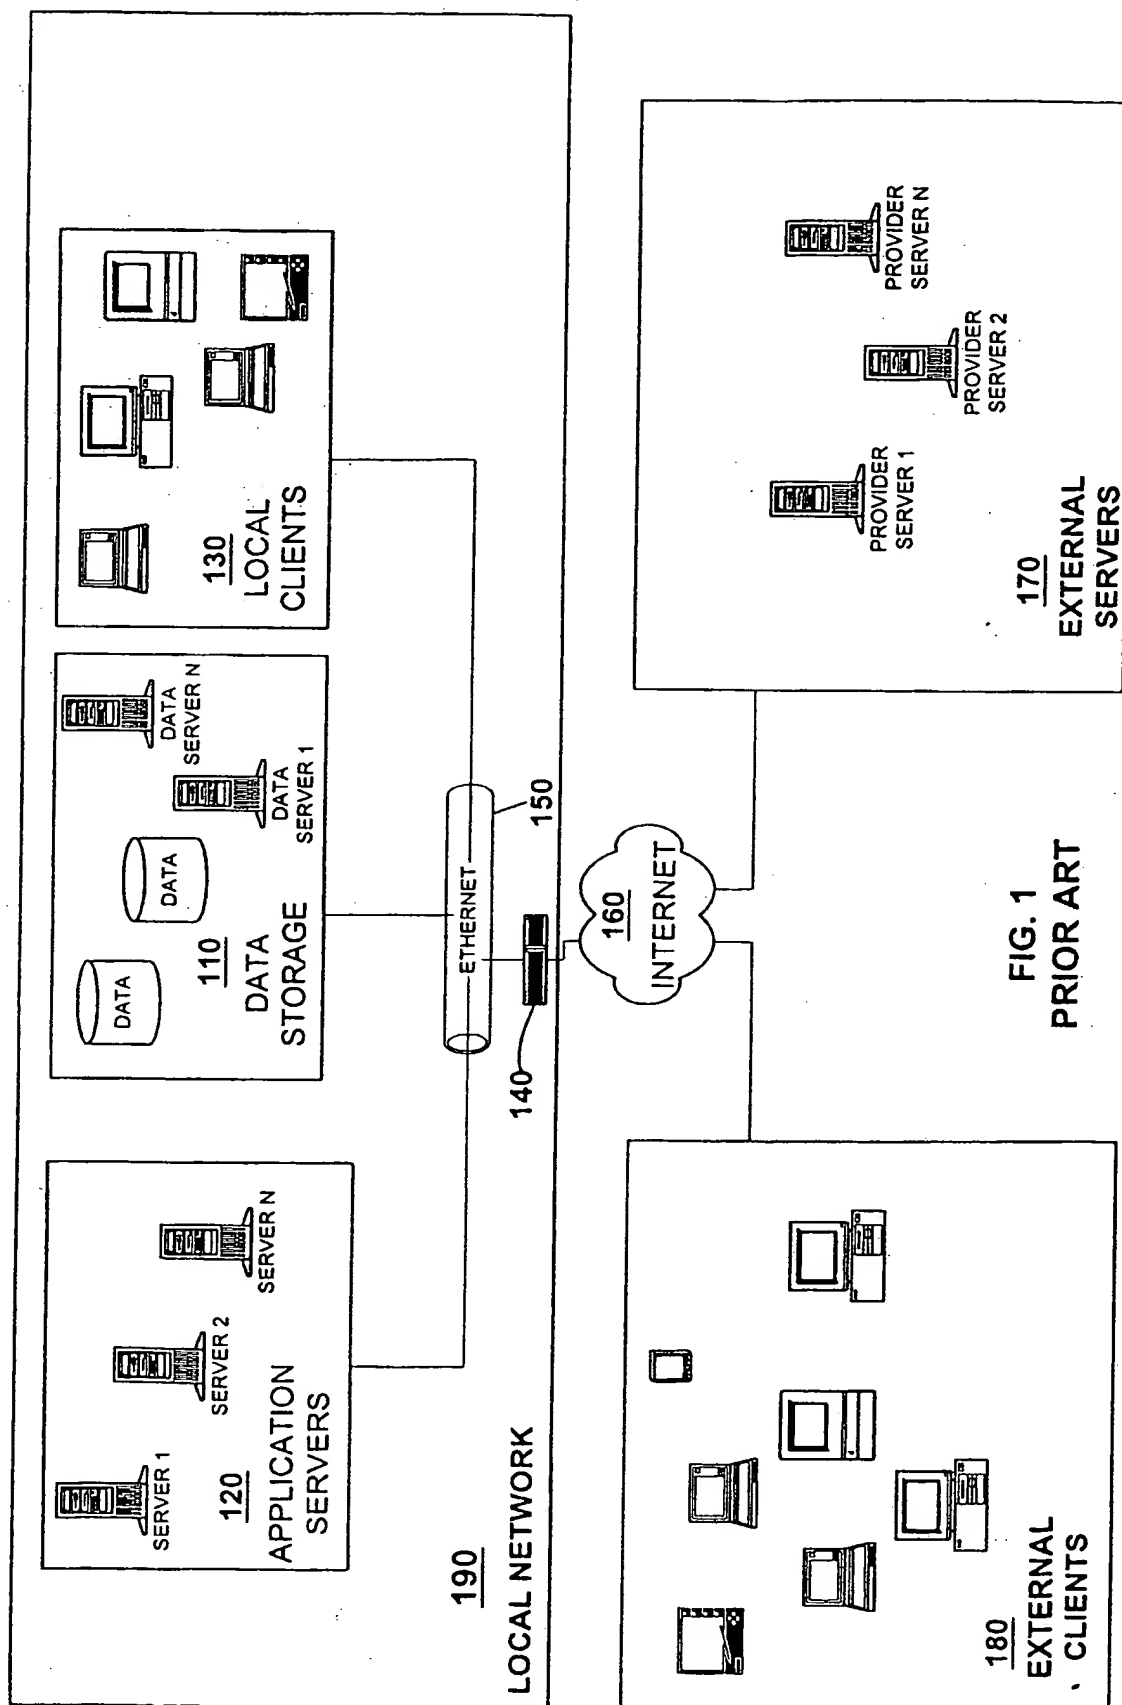 SERVER 1
SERVER 2
SERVER N
120
APPLICATION
SERVERS
DATA
DATA
DATA
SERVER 1
DATA
SERVER N
110
DATA
STORAGE
130
LOCAL
CLIENTS
ETHERNET
150
140
190
LOCAL NETWORK
160
INTERNET
180
EXTERNAL
CLIENTS
PROVIDER
SERVER 1
PROVIDER
SERVER 2
PROVIDER
SERVER N
170
EXTERNAL
SERVERS
FIG. 1
PRIOR ART